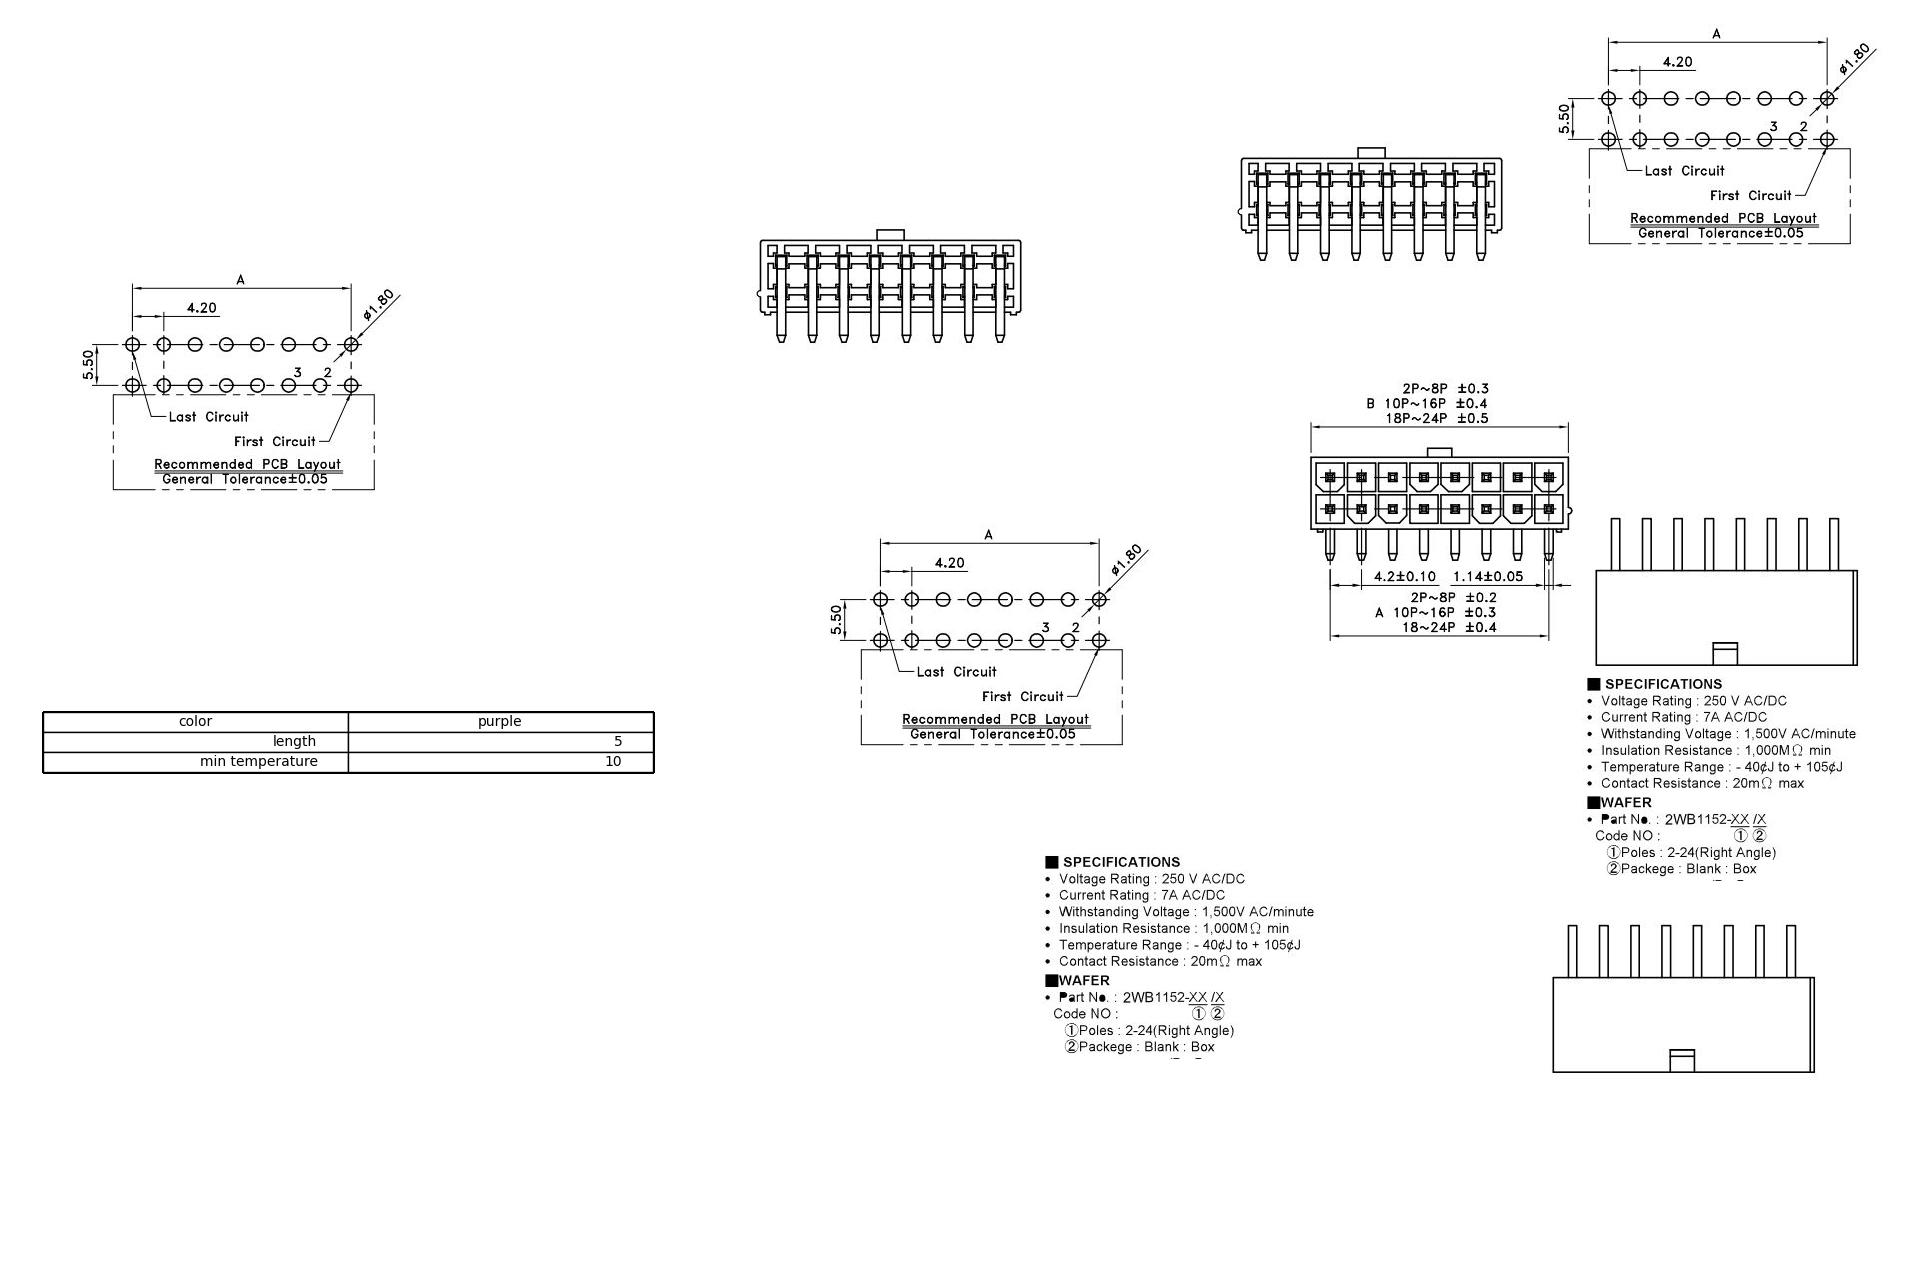 A
4.20
ø1.80
5.50
3 2
Last Circuit
First Circuit
Recommended PCB Layout
General Tolerance±0.05
A
4.20
ø1.80
5.50
3 2
Last Circuit
First Circuit
Recommended PCB Layout
General Tolerance±0.05
2P~8P ±0.3
B 10P~16P ±0.4
18P~24P ±0.5
4.2±0.10 1.14±0.05
2P~8P ±0.2
A 10P~16P ±0.3
18~24P ±0.4
A
4.20
ø1.80
5.50
3 2
Last Circuit
First Circuit
Recommended PCB Layout
General Tolerance±0.05
color purple
length 5
min temperature 10
■ SPECIFICATIONS
• Voltage Rating : 250 V AC/DC
• Current Rating : 7A AC/DC
• Withstanding Voltage : 1,500V AC/minute
• Insulation Resistance : 1,000MΩ min
• Temperature Range : - 40¢J to + 105¢J
• Contact Resistance : 20mΩ max
■WAFER
• Part No. : 2WB1152-XX /X
Code NO : ① ②
①Poles : 2-24(Right Angle)
②Packege : Blank : Box
■ SPECIFICATIONS
• Voltage Rating : 250 V AC/DC
• Current Rating : 7A AC/DC
• Withstanding Voltage : 1,500V AC/minute
• Insulation Resistance : 1,000MΩ min
• Temperature Range : - 40¢J to + 105¢J
• Contact Resistance : 20mΩ max
■WAFER
• Part No. : 2WB1152-XX /X
Code NO : ① ②
①Poles : 2-24(Right Angle)
②Packege : Blank : Box